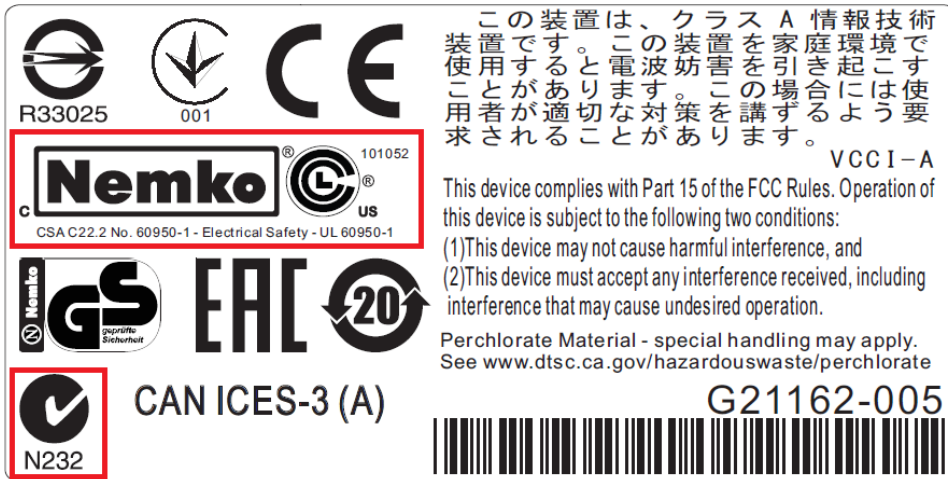 R33025
001
CE
C Nemko ® CLC ® US 101052
CSA C22.2 No. 60950-1 - Electrical Safety - UL 60950-1
N Nemko
GS
geprüfte
Sicherheit
EAC
20
N232
CAN ICES-3 (A)
この装置は、クラス A 情報技術
装置です。この装置を家庭環境で
使用すると電波妨害を引き起こす
ことがあります。この場合には使
用者が適切な対策を講ずるよう要
求されることがあります。
VCCI-A
This device complies with Part 15 of the FCC Rules. Operation of
this device is subject to the following two conditions:
(1)This device may not cause harmful interference, and
(2)This device must accept any interference received, including
interference that may cause undesired operation.
Perchlorate Material - special handling may apply.
See www.dtsc.ca.gov/hazardouswaste/perchlorate
G21162-005